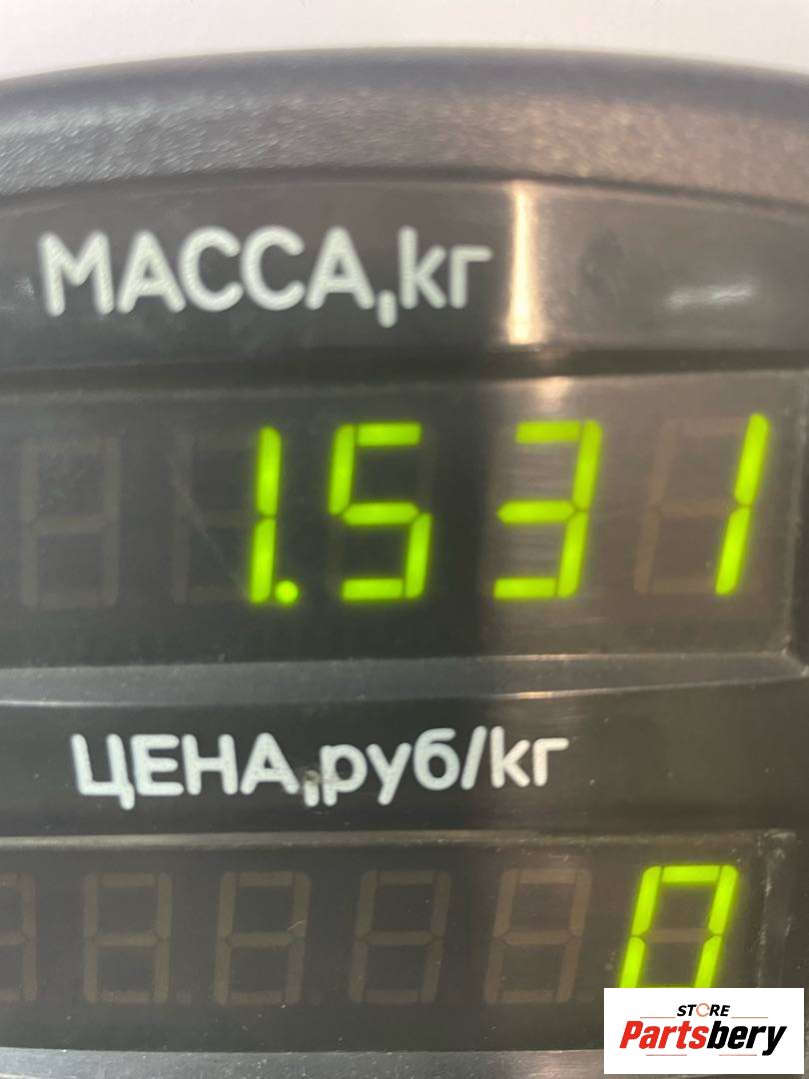 МАССА,кг
1.531
ЦЕНА,руб/кг
0
STORE
Partsbery